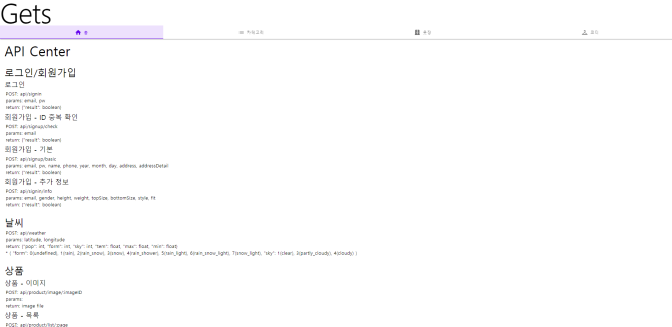 Gets
홈
API Center
로그인/회원가입
로그인
POST: api/signin
params: email, pw
return: {"result": boolean}
회원가입 - ID 중복 확인
POST: api/signup/check
params: email
return: {"result": boolean}
회원가입 - 기본
POST: api/signup/basic
params: email, pw, name, phone, year, month, day, address, addressDetail
return: {"result": boolean}
회원가입 - 추가 정보
POST: api/signin/info
params: email, gender, height, weight, topSize, bottomSize, style, fit
return: {"result": boolean}
날씨
POST: api/weather
params: latitude, longitude
return: {"pop": int, "form": int, "sky": int, "tem": float, "max": float, "min": float}
* { "form": 0(undefined), 1(rain), 2(rain_snow), 3(snow), 4(rain_shower), 5(rain_light), 6(rain_snow_light), 7(snow_light), "sky": 1(clear), 3(partly_cloudy), 4(cloudy) }
상품
상품 - 이미지
POST: api/product/image/:imageID
params:
return: image file
상품 - 목록
POST: api/product/list/:page